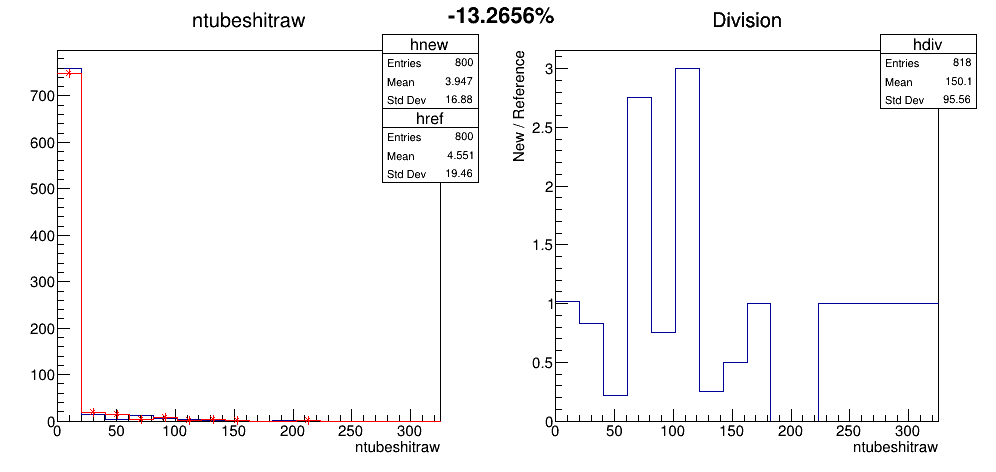 -13.2656%
ntubeshitraw
hnew
Entries 800
Mean 3.947
Std Dev 16.88
href
Entries 800
Mean 4.551
Std Dev 19.46
700
600
500
400
300
200
100
0
0 50 100 150 200 250 300
ntubeshitraw
Division
hdiv
Entries 818
Mean 150.1
Std Dev 95.56
New / Reference
3
2.5
2
1.5
1
0.5
0
0 50 100 150 200 250 300
ntubeshitraw